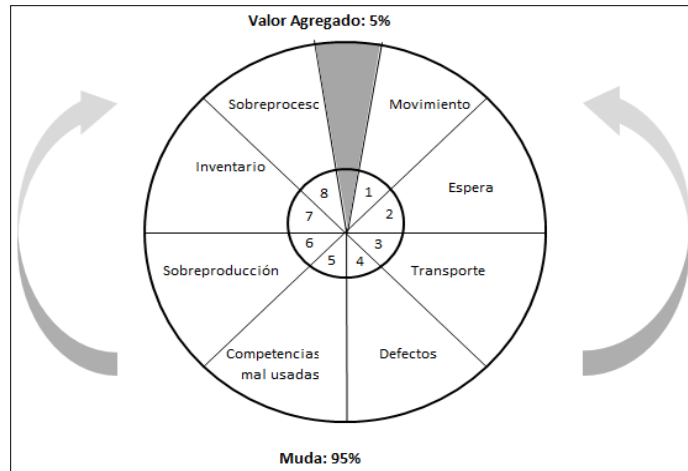 Valor Agregado: 5%
Sobreproceso
Movimiento
Inventario
Espera
8
1
7
2
6
3
5
4
Sobreproducción
Transporte
Competencias
mal usadas
Defectos
Muda: 95%